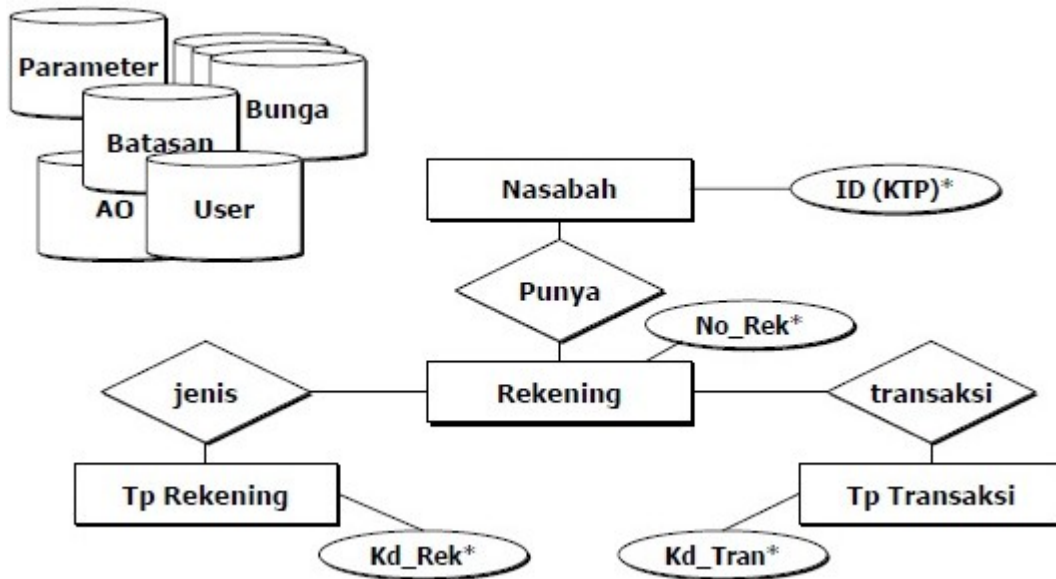 Parameter
Bunga
Batasan
AO
User
Nasabah
ID (KTP)*
Punya
No_Rek*
jenis
Rekening
transaksi
Tp Rekening
Tp Transaksi
Kd_Rek*
Kd_Tran*